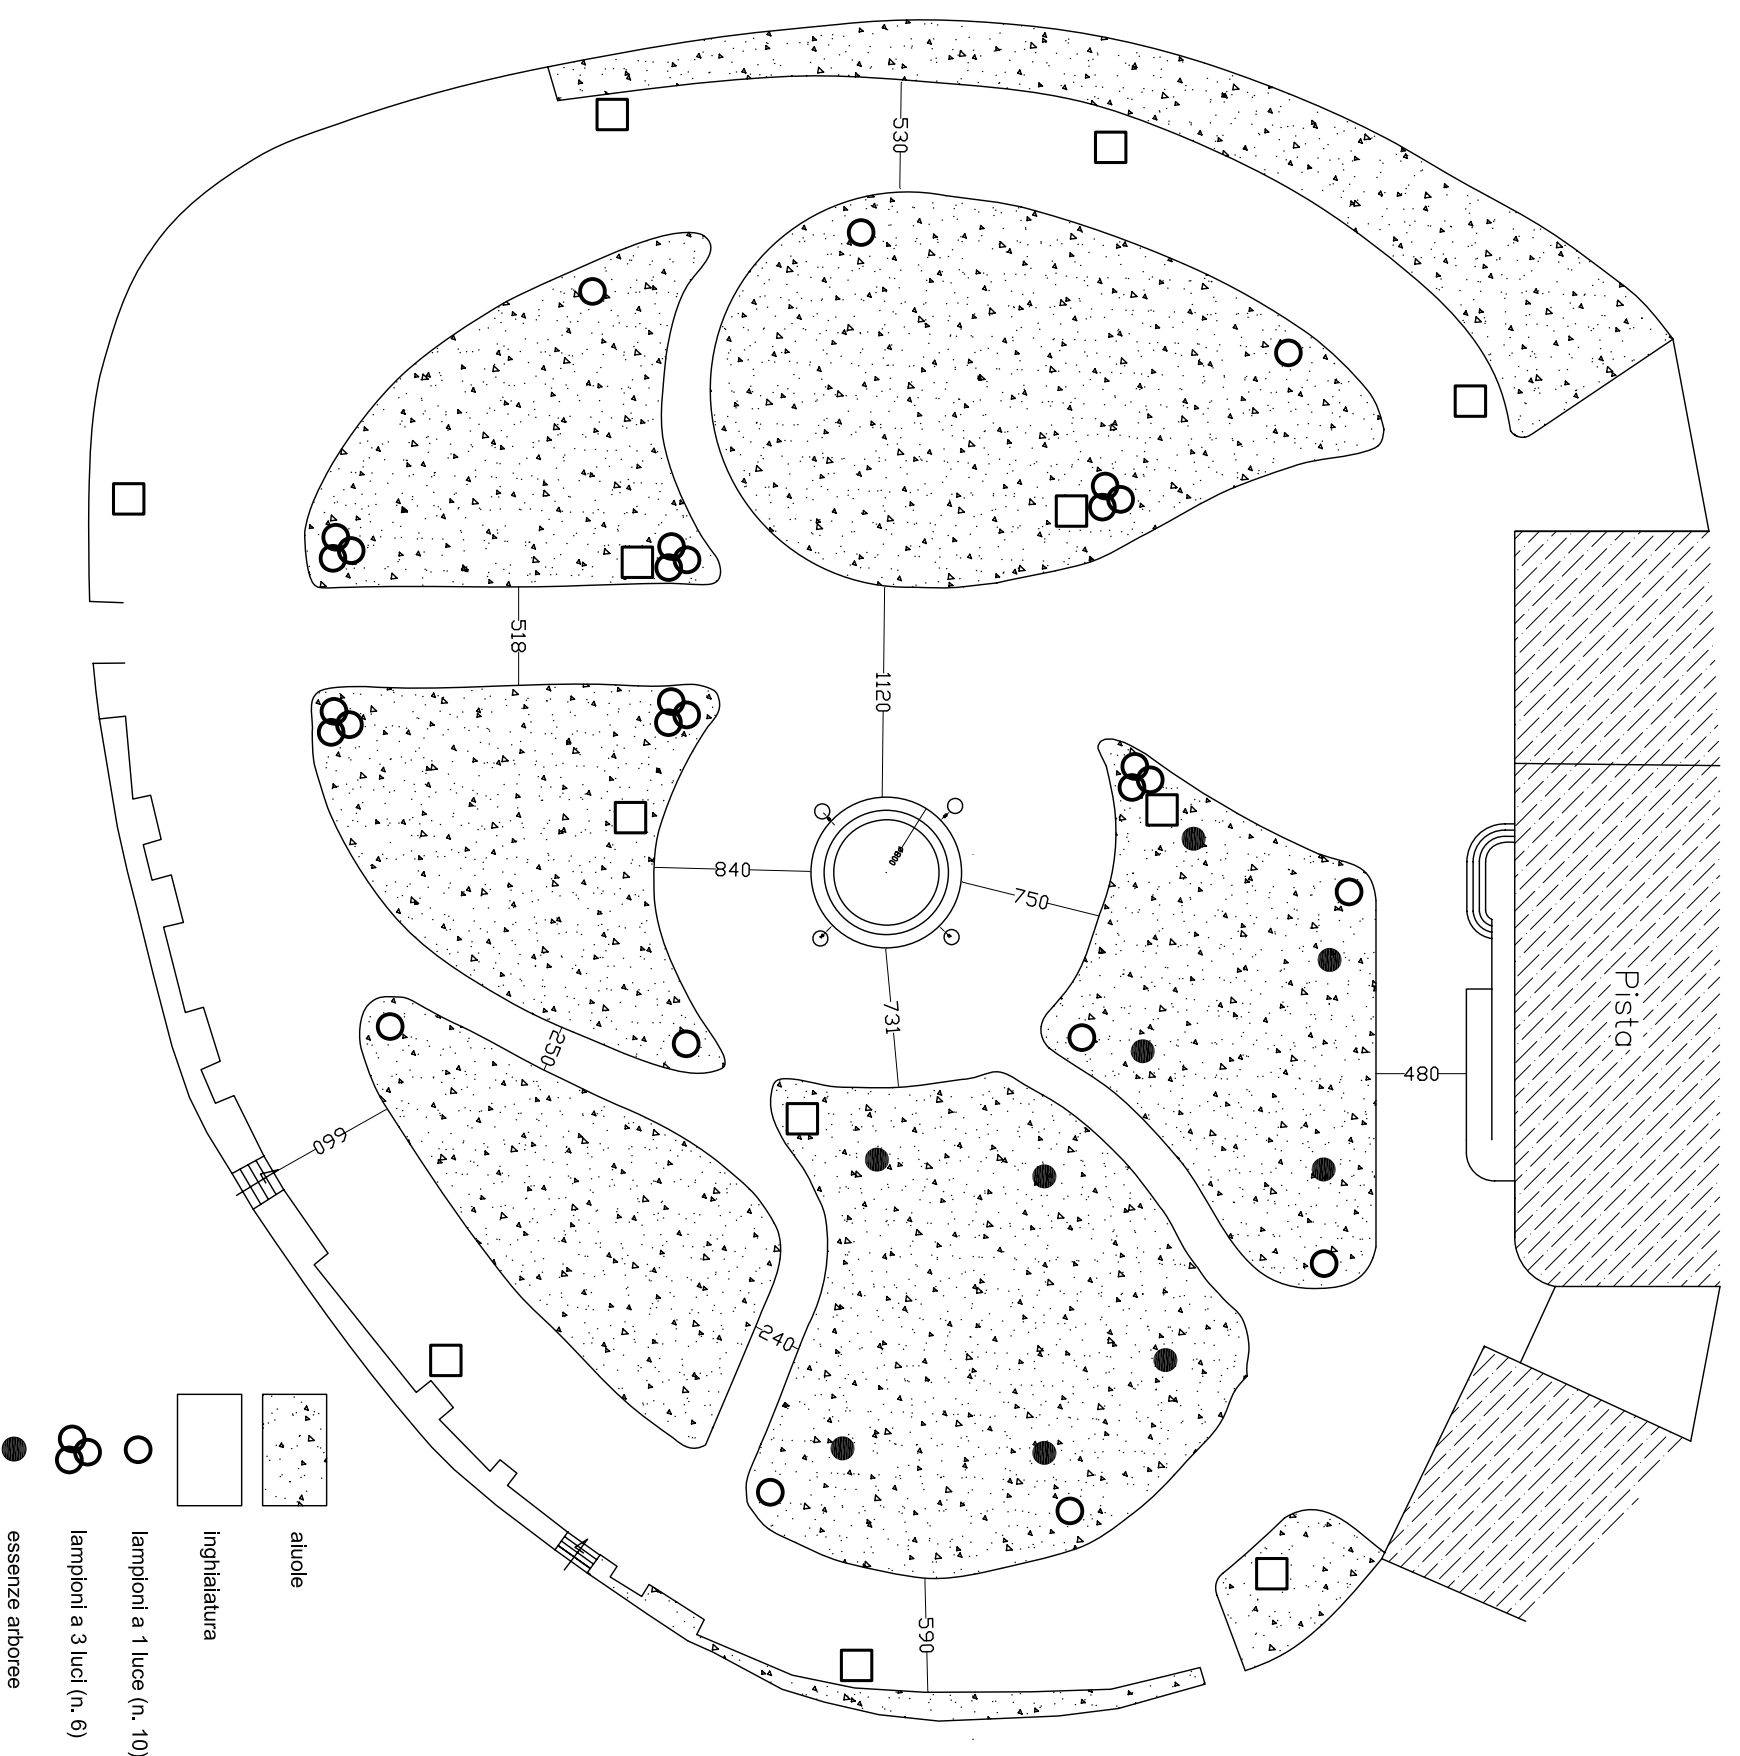 530
518
1120
840
Ø800
750
731
250
660
480
240
590
Pista
aiuole
inghiaiatura
lampioni a 1 luce (n. 10)
lampioni a 3 luci (n. 6)
essenze arboree